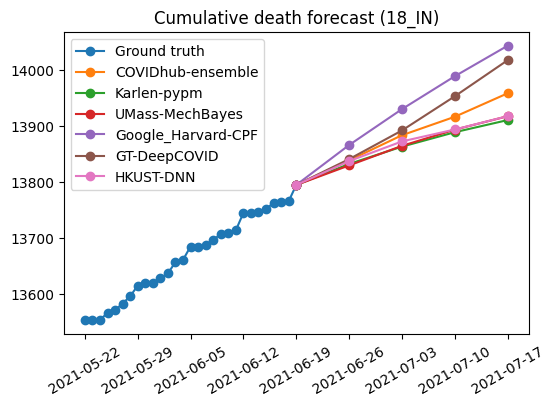 Cumulative death forecast (18_IN)
Ground truth
COVIDhub-ensemble
Karlen-pypm
UMass-MechBayes
Google_Harvard-CPF
GT-DeepCOVID
HKUST-DNN
14000
13900
13800
13700
13600
2021-05-22
2021-05-29
2021-06-05
2021-06-12
2021-06-19
2021-06-26
2021-07-03
2021-07-10
2021-07-17